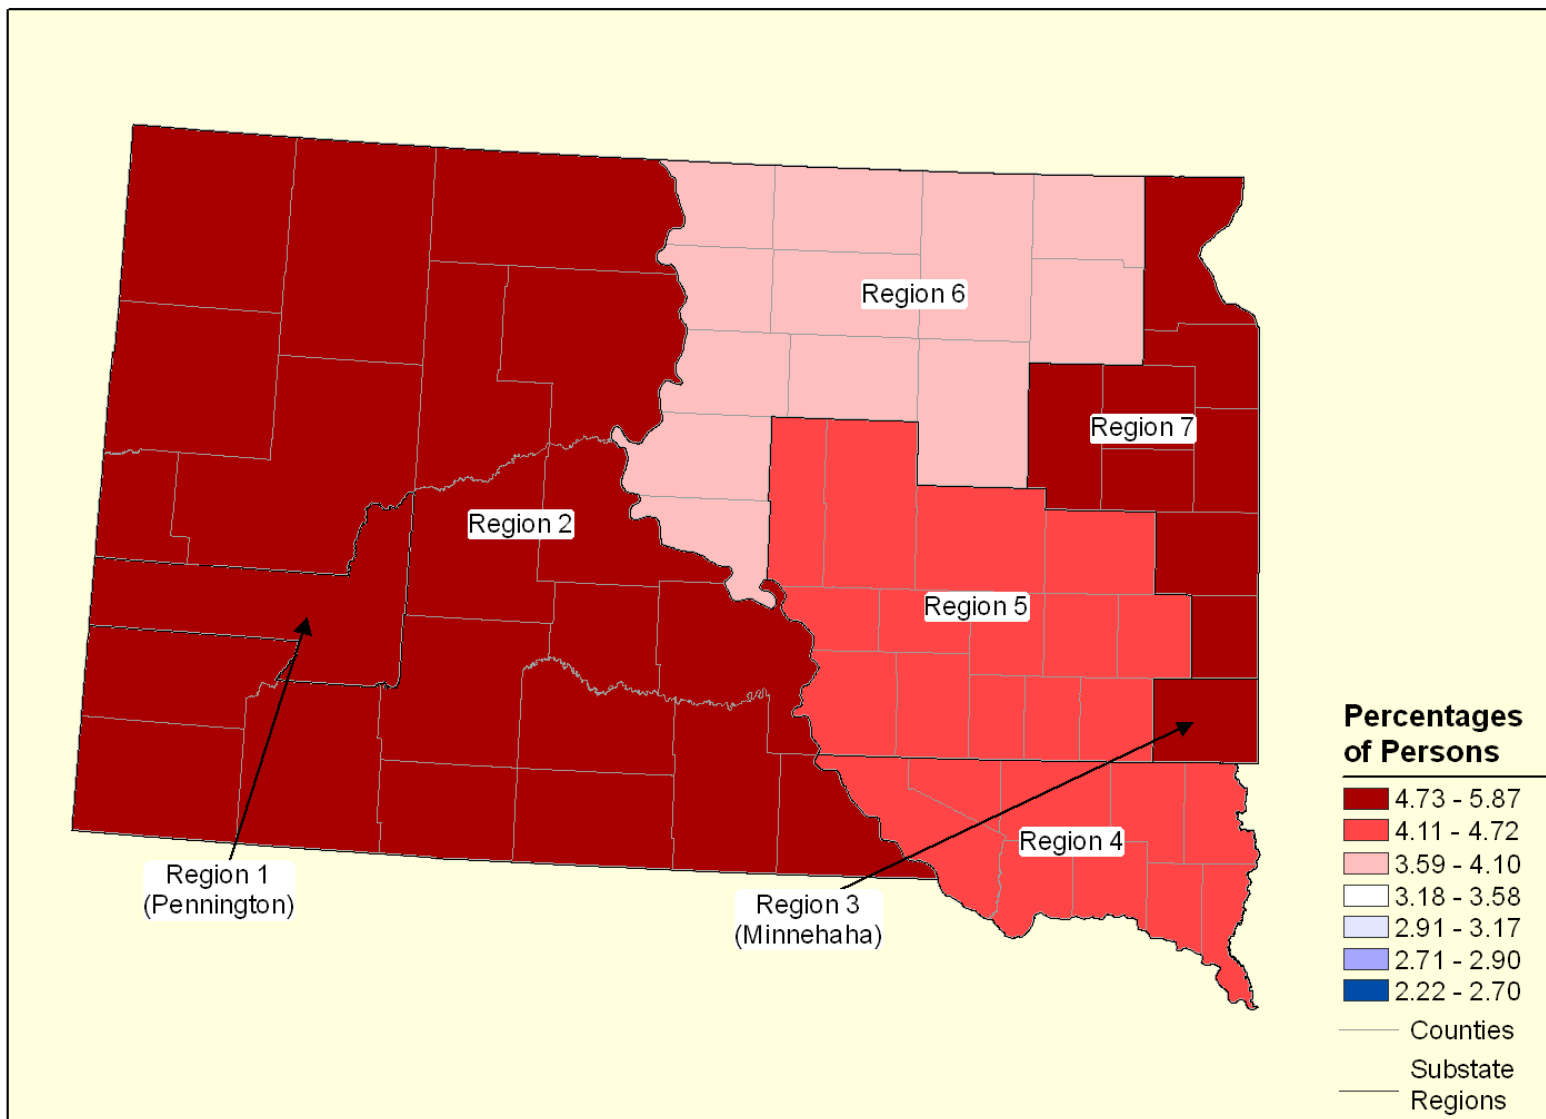 Region 6
Region 7
Region 2
Region 5
Region 4
Region 1
(Pennington)
Region 3
(Minnehaha)
Percentages
of Persons
4.73 - 5.87
4.11 - 4.72
3.59 - 4.10
3.18 - 3.58
2.91 - 3.17
2.71 - 2.90
2.22 - 2.70
Counties
Substate
Regions